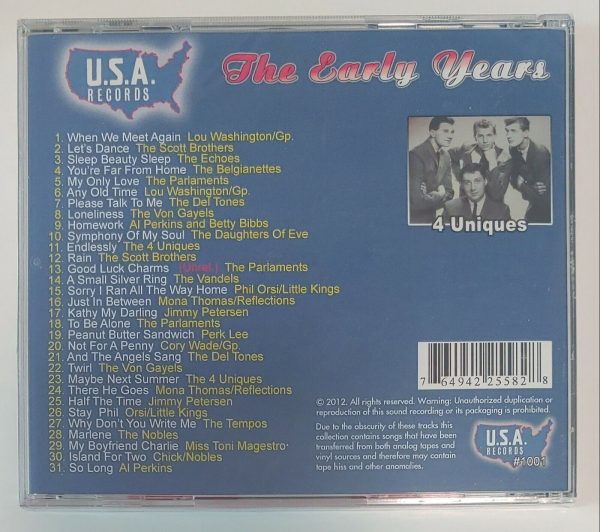 U.S.A.
RECORDS
The Early Years
1. When We Meet Again Lou Washington/Gp.
2. Let's Dance The Scott Brothers
3. Sleep Beauty Sleep The Echoes
4. You're Far From Home The Belgianettes
5. My Only Love The Parlaments
6. Any Old Time Lou Washington/Gp.
7. Please Talk To Me The Del Tones
8. Loneliness The Von Gayels
9. Homework Al Perkins and Betty Bibbs
10. Symphony Of My Soul The Daughters Of Eve
11. Endlessly The 4 Uniques
12. Rain The Scott Brothers
13. Good Luck Charms (Unrel.) The Parlaments
14. A Small Silver Ring The Vandels
15. Sorry I Ran All The Way Home Phil Orsi/Little Kings
16. Just In Between Mona Thomas/Reflections
17. Kathy My Darling Jimmy Petersen
18. To Be Alone The Parlaments
19. Peanut Butter Sandwich Perk Lee
20. Not For A Penny Cory Wade/Gp.
21. And The Angels Sang The Del Tones
22. Twirl The Von Gayels
23. Maybe Next Summer The 4 Uniques
24. There He Goes Mona Thomas/Reflections
25. Half The Time Jimmy Petersen
26. Stay Phil Orsi/Little Kings
27. Why Don't You Write Me The Tempos
28. Marlene The Nobles
29. My Boyfriend Charlie Miss Toni Magestro
30. Island For Two Chick/Nobles
31. So Long Al Perkins
4-Uniques
7 64942 25582 8
© 2012. All rights reserved. Warning: Unauthorized duplication or
reproduction of this sound recording or its packaging is prohibited.
Due to the obscurity of these tracks this
collection contains songs that have been
transferred from both analog tapes and
vinyl sources and therefore may contain
tape hiss and other anomalies.
U.S.A.
RECORDS
#1001